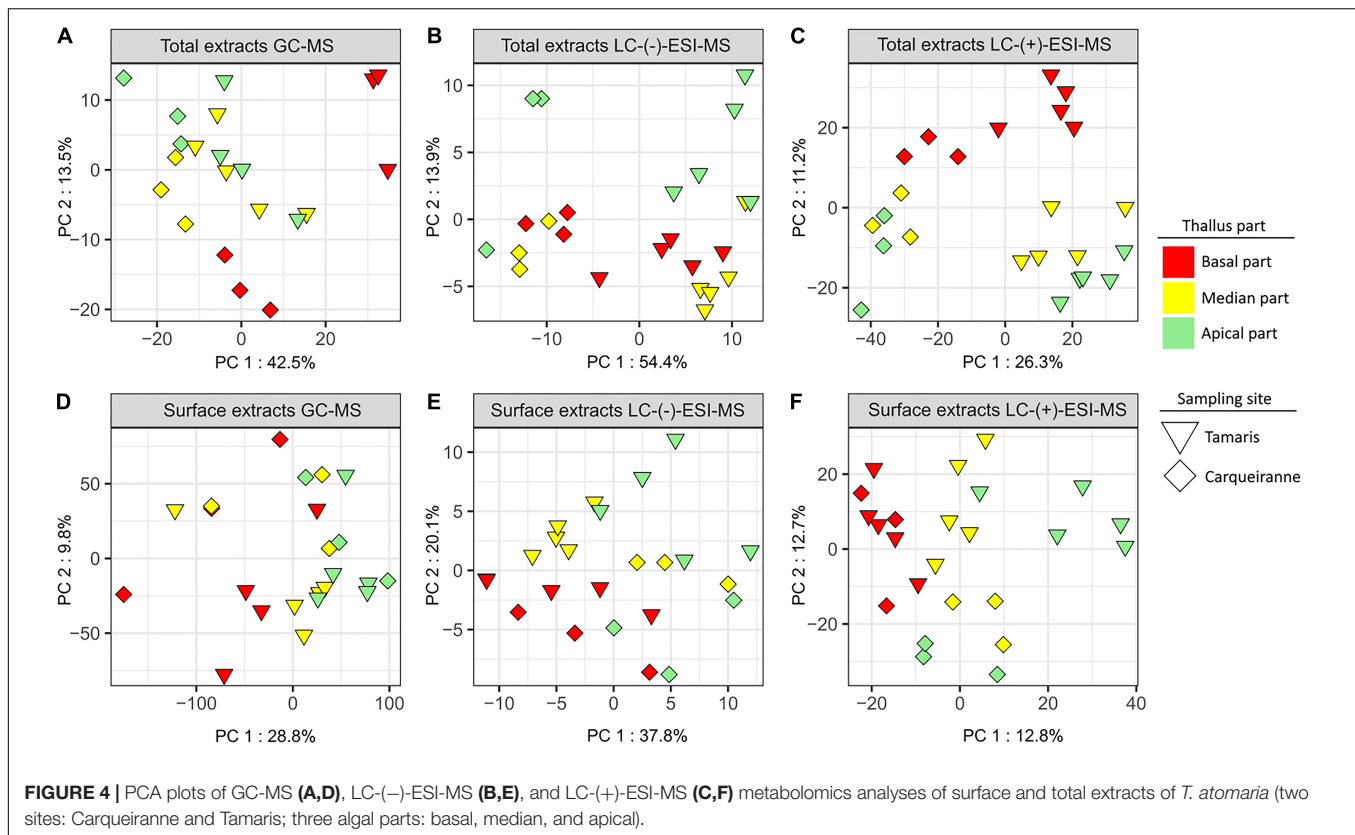 A
Total extracts GC-MS
10
0
−10
−20
PC 2 : 13.5%
−20
0
20
PC 1 : 42.5%
B
Total extracts LC-(-)-ESI-MS
10
5
0
−5
PC 2 : 13.9%
−10
0
10
PC 1 : 54.4%
C
Total extracts LC-(+)-ESI-MS
20
0
−20
PC 2 : 11.2%
−40
−20
0
20
PC 1 : 26.3%
Thallus part
Basal part
Median part
Apical part
Sampling site
Tamaris
Carqueiranne
D
Surface extracts GC-MS
50
0
−50
PC 2 : 9.8%
−100
0
100
PC 1 : 28.8%
E
Surface extracts LC-(-)-ESI-MS
10
5
0
−5
PC 2 : 20.1%
−10
−5
0
5
10
PC 1 : 37.8%
F
Surface extracts LC-(+)-ESI-MS
20
0
−20
PC 2 : 12.7%
−20
0
20
40
PC 1 : 12.8%
FIGURE 4 | PCA plots of GC-MS (A,D), LC-(−)-ESI-MS (B,E), and LC-(+)-ESI-MS (C,F) metabolomics analyses of surface and total extracts of T. atomaria (two
sites: Carqueiranne and Tamaris; three algal parts: basal, median, and apical).